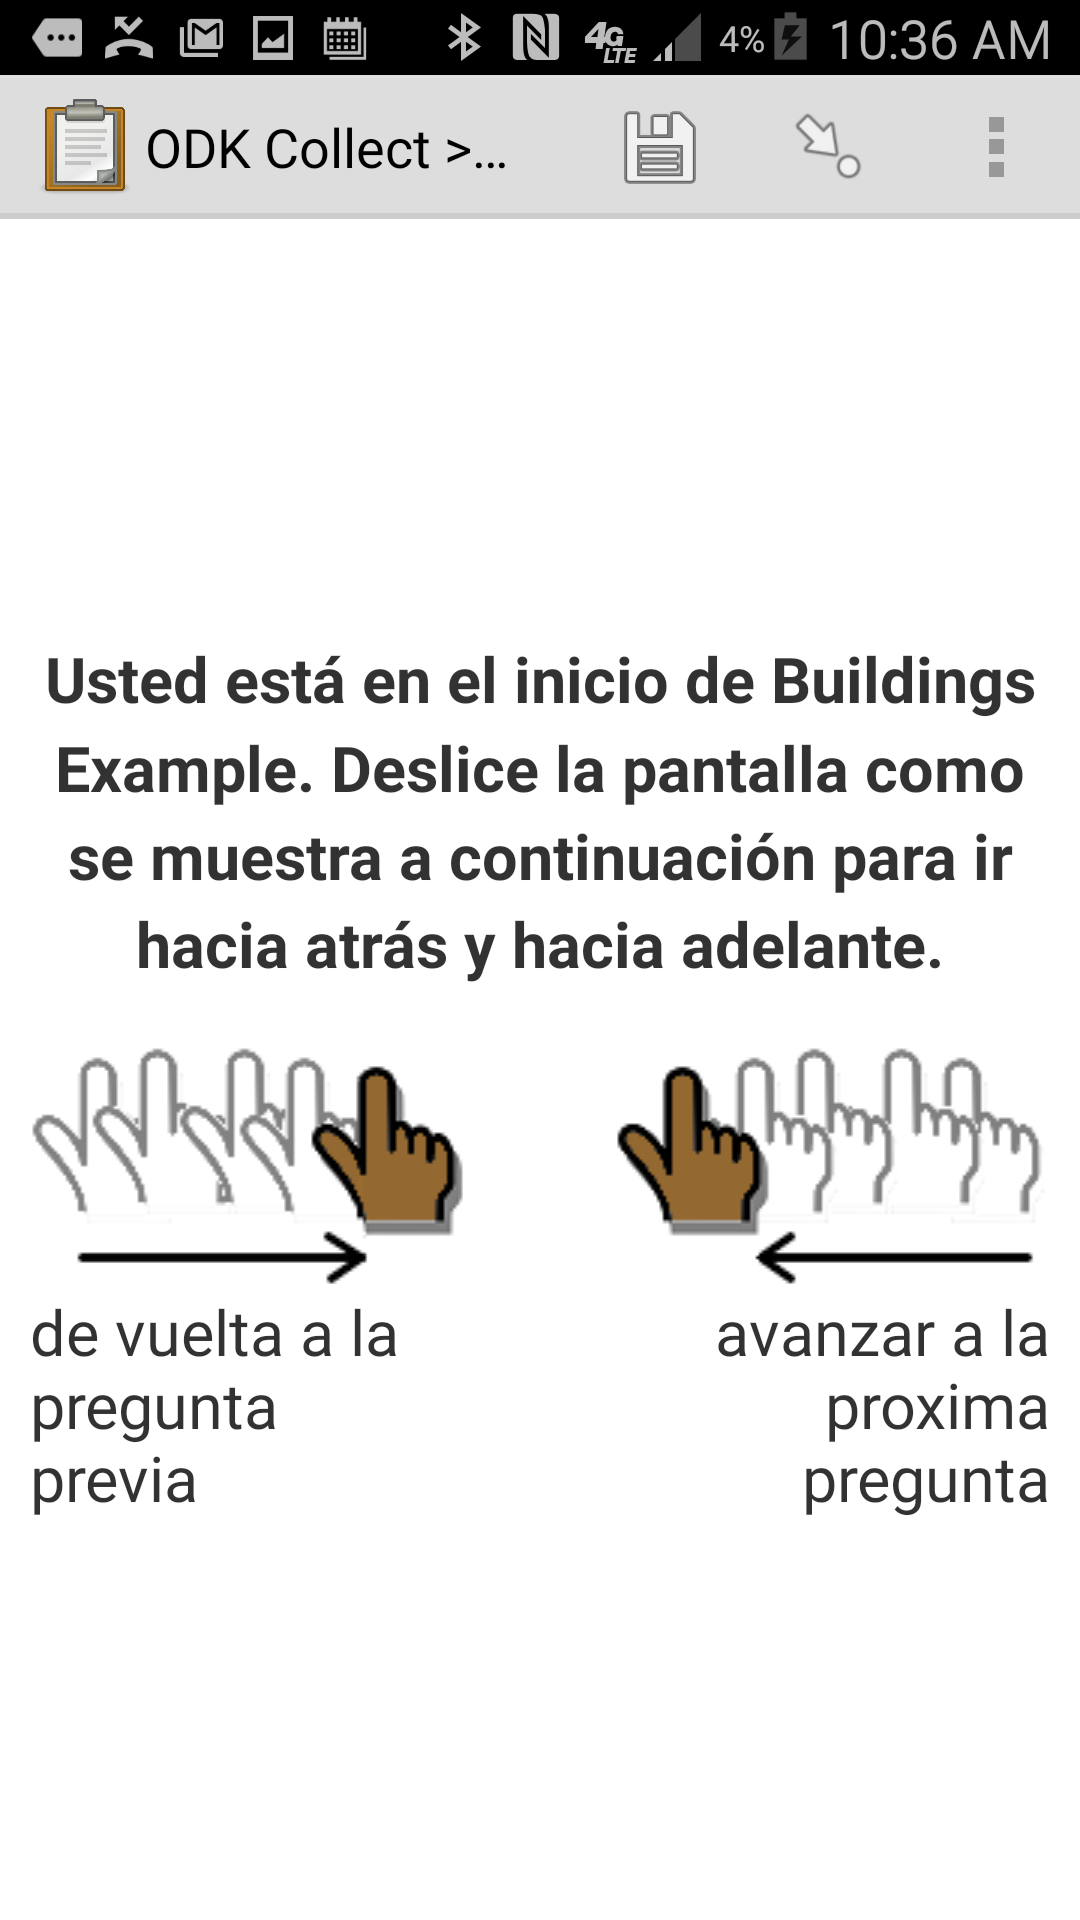 4G LTE 4% 10:36 AM
ODK Collect >...
Usted está en el inicio de Buildings
Example. Deslice la pantalla como
se muestra a continuación para ir
hacia atrás y hacia adelante.
de vuelta a la
pregunta
previa
avanzar a la
proxima
pregunta